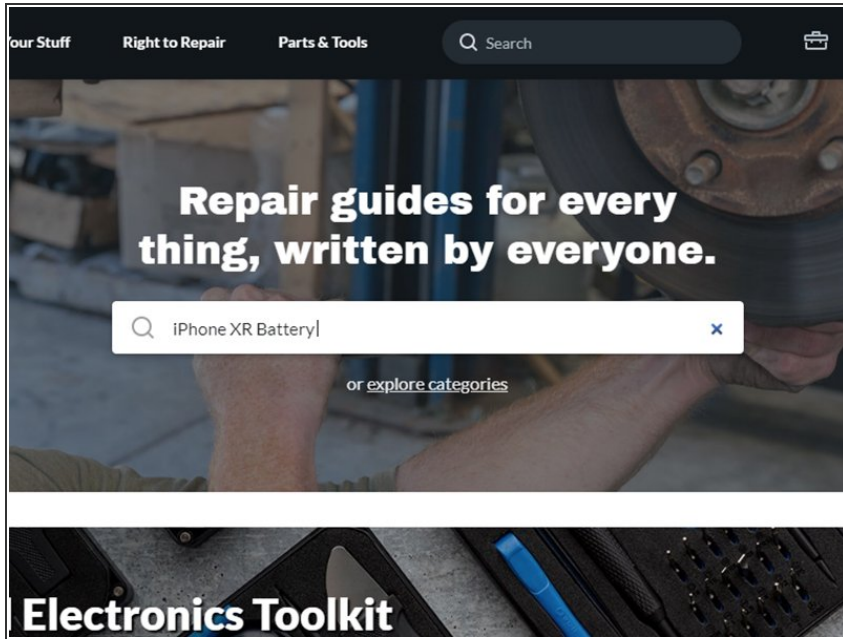 our Stuff Right to Repair Parts & Tools Search
Repair guides for every
thing, written by everyone.
iPhone XR Battery
or explore categories
Electronics Toolkit